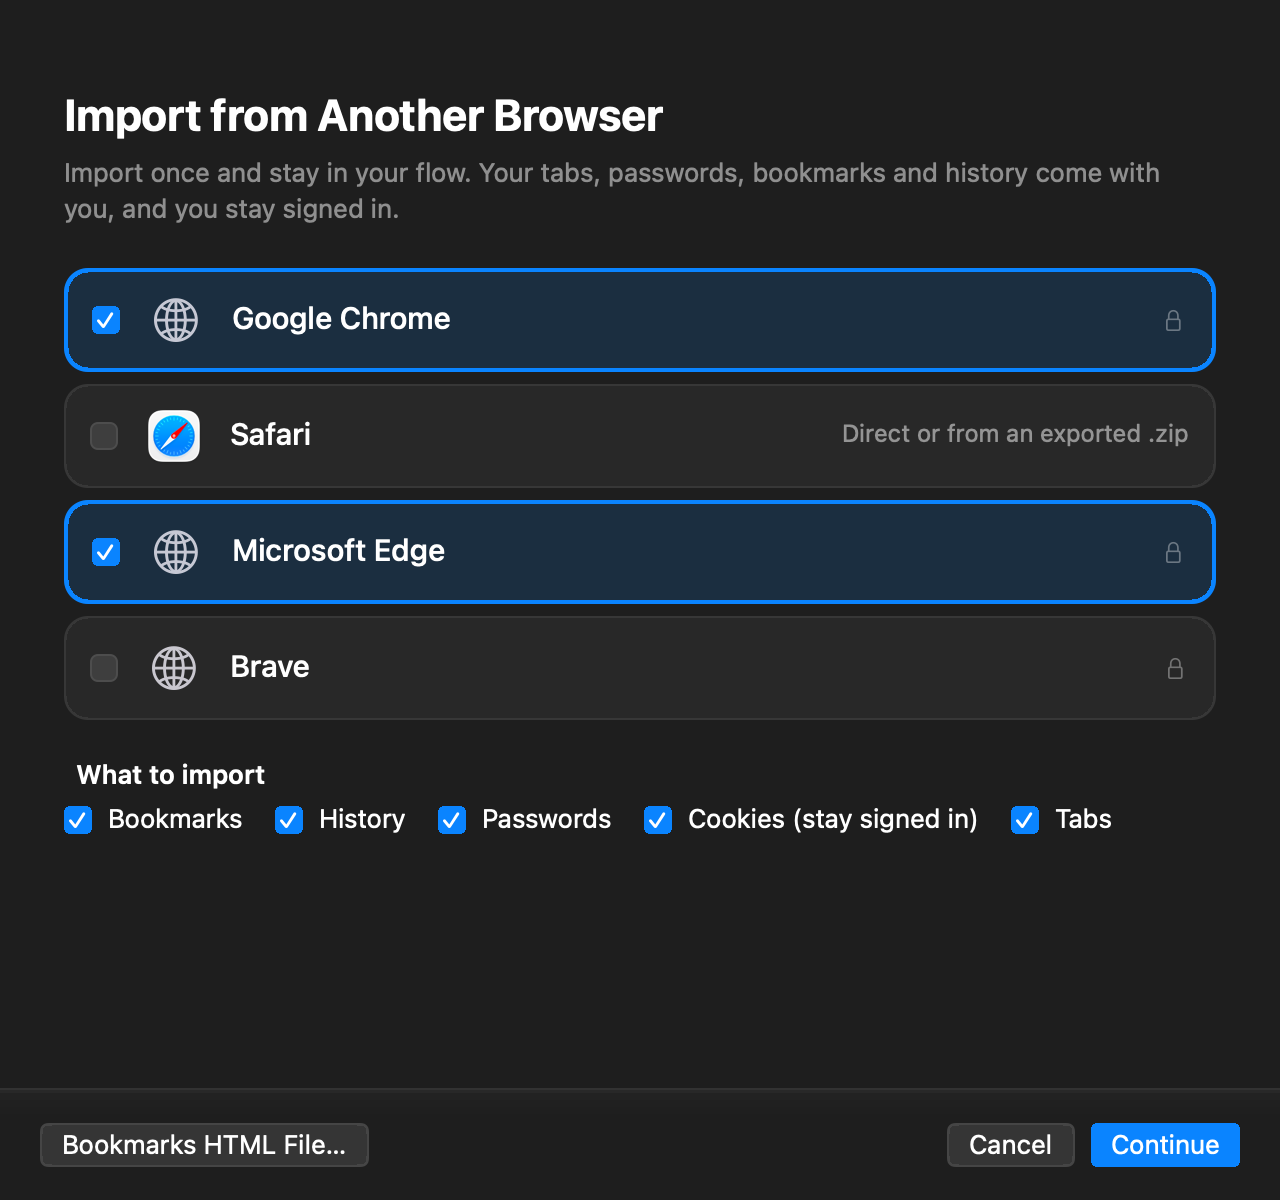 Import from Another Browser
Import once and stay in your flow. Your tabs, passwords, bookmarks and history come with
you, and you stay signed in.
Google Chrome
Safari Direct or from an exported .zip
Microsoft Edge
Brave
What to import
Bookmarks History Passwords Cookies (stay signed in) Tabs
Bookmarks HTML File... Cancel Continue